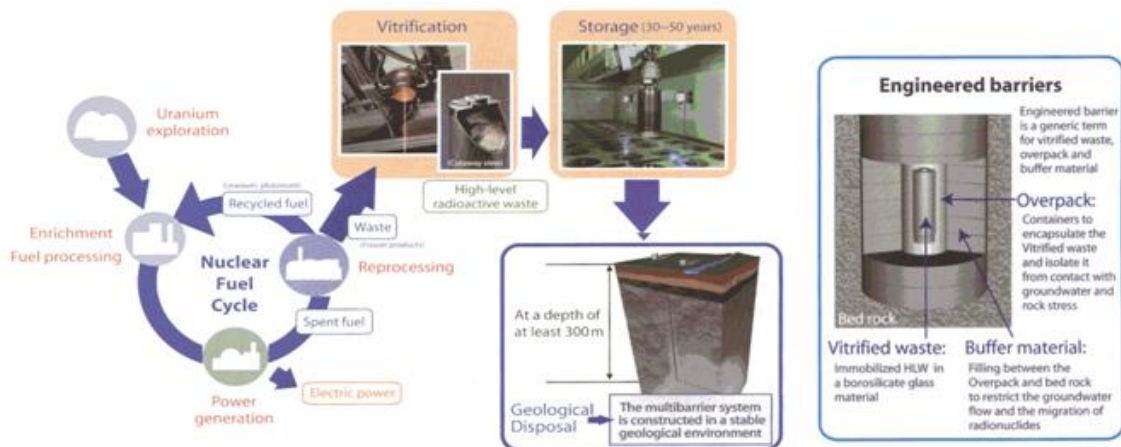 Vitrification
(Cutaway view)
Storage (30~50 years)
High-level
radioactive waste
Uranium
exploration
(Uranium, plutonium)
Recycled fuel
Waste
(Fission products)
Enrichment
Fuel processing
Nuclear
Fuel
Cycle
Reprocessing
Spent fuel
Power
generation
Electric power
At a depth of
at least 300m
Geological
Disposal
The multibarrier system
is constructed in a stable
geological environment
Engineered barriers
Engineered barrier
is a generic term
for vitrified waste,
overpack and
buffer material
Overpack:
Containers to
encapsulate the
Vitrified waste
and isolate it
from contact with
groundwater and
rock stress
Bed rock
Vitrified waste:
Immobilized HLW in
a borosilicate glass
material
Buffer material:
Filling between the
Overpack and bed rock
to restrict the groundwater
flow and the migration of
radionuclides